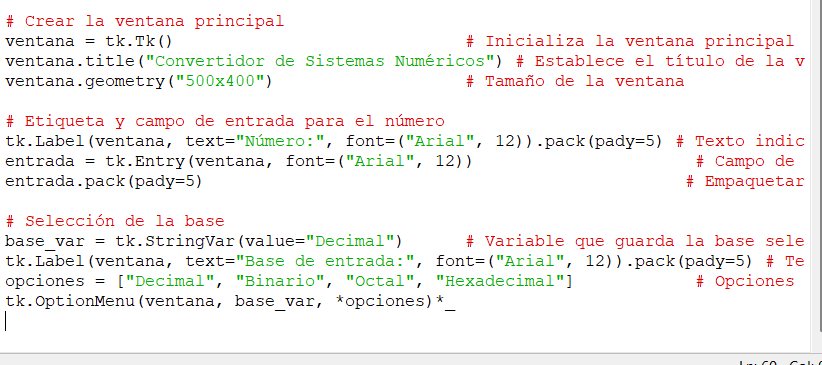 # Crear la ventana principal
ventana = tk.Tk() # Inicializa la ventana principal
ventana.title("Convertidor de Sistemas Numéricos") # Establece el título de la v
ventana.geometry("500x400") # Tamaño de la ventana
# Etiqueta y campo de entrada para el número
tk.Label(ventana, text="Número:", font=("Arial", 12)).pack(pady=5) # Texto indic
entrada = tk.Entry(ventana, font=("Arial", 12)) # Campo de
entrada.pack(pady=5) # Empaquetar
# Selección de la base
base_var = tk.StringVar(value="Decimal") # Variable que guarda la base sele
tk.Label(ventana, text="Base de entrada:", font=("Arial", 12)).pack(pady=5) # Te
opciones = ["Decimal", "Binario", "Octal", "Hexadecimal"] # Opciones
tk.OptionMenu(ventana, base_var, *opciones)*_